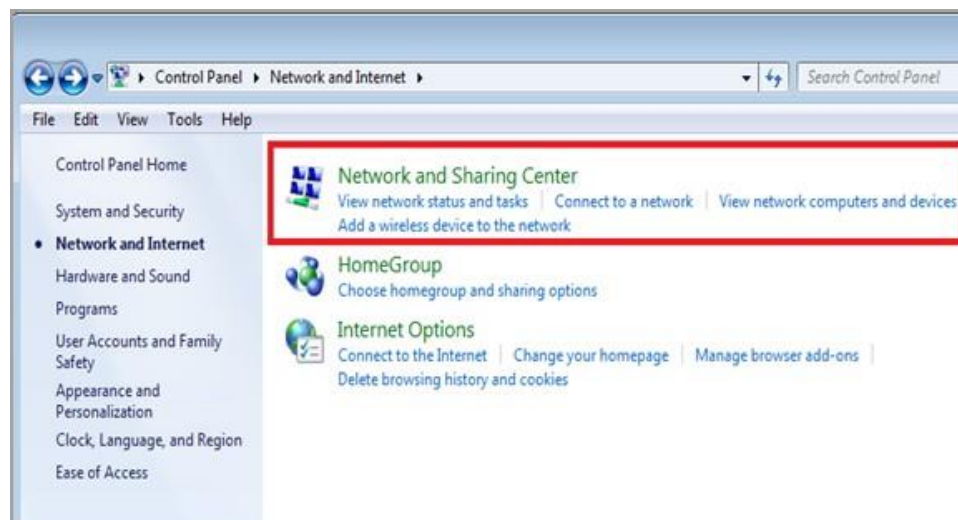 Control Panel Network and Internet Search Control Panel
File Edit View Tools Help
Control Panel Home
System and Security
Network and Internet
Hardware and Sound
Programs
User Accounts and Family
Safety
Appearance and
Personalization
Clock, Language, and Region
Ease of Access
Network and Sharing Center
View network status and tasks Connect to a network View network computers and devices
Add a wireless device to the network
HomeGroup
Choose homegroup and sharing options
Internet Options
Connect to the Internet Change your homepage Manage browser add-ons
Delete browsing history and cookies